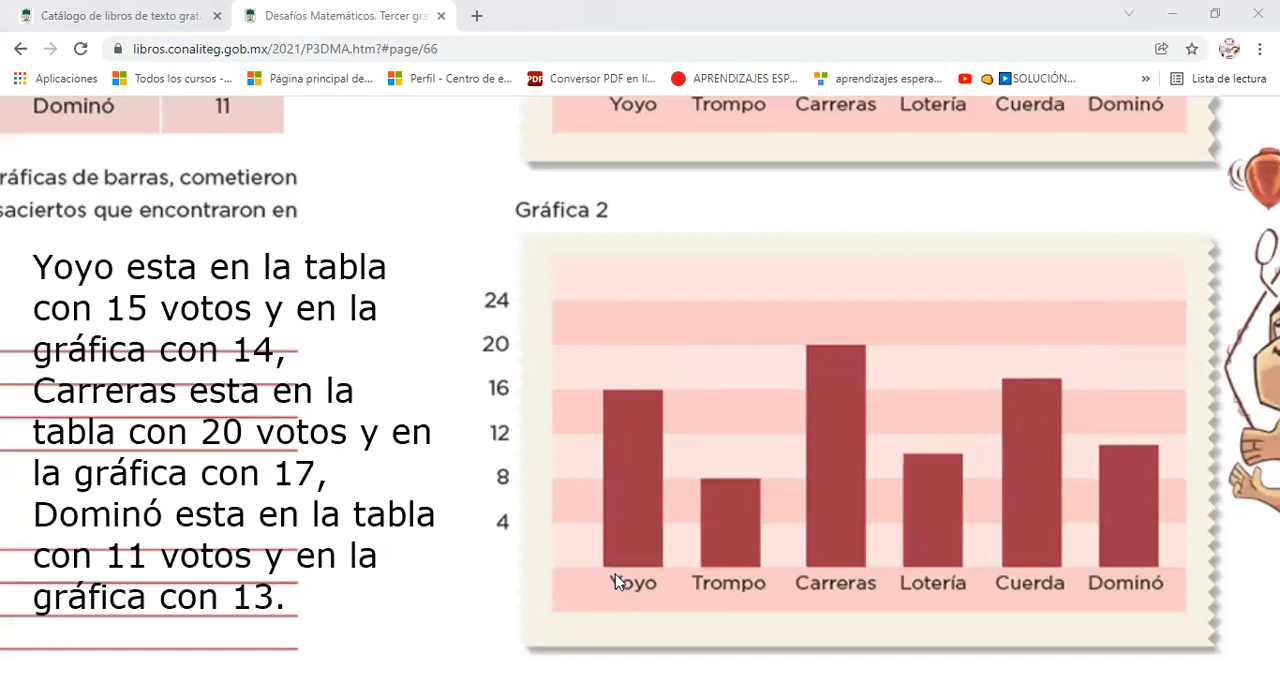 Catálogo de libros de texto grat
Desafíos Matemáticos. Tercer gra
libros.conaliteg.gob.mx/2021/P3DMA.htm?#page/66
Aplicaciones
Todos los cursos -...
Página principal de...
Perfil - Centro de e...
PDF
Conversor PDF en lí...
APRENDIZAJES ESP...
aprendizajes espera...
SOLUCIÓN...
»
Lista de lectura
Dominó 11
Yoyo Trompo Carreras Lotería Cuerda Dominó
ráficas de barras, cometieron
saciertos que encontraron en
Yoyo esta en la tabla
con 15 votos y en la
gráfica con 14,
Carreras esta en la
tabla con 20 votos y en
la gráfica con 17,
Dominó esta en la tabla
con 11 votos y en la
gráfica con 13.
Gráfica 2
24
20
16
12
8
4
Yoyo Trompo Carreras Lotería Cuerda Dominó